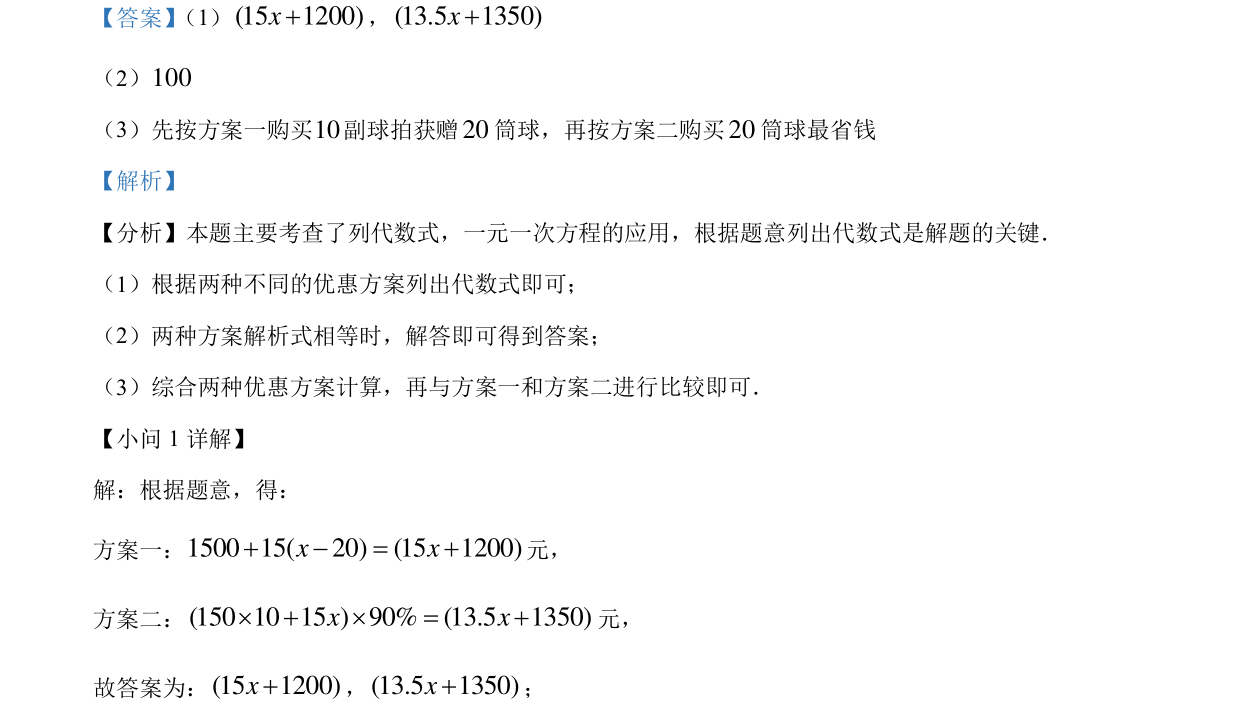 【答案】（1）(15x+1200)，(13.5x+1350)
（2）100
（3）先按方案一购买10副球拍获赠20筒球，再按方案二购买20筒球最省钱
【解析】
【分析】本题主要考查了列代数式，一元一次方程的应用，根据题意列出代数式是解题的关键．
（1）根据两种不同的优惠方案列出代数式即可；
（2）两种方案解析式相等时，解答即可得到答案；
（3）综合两种优惠方案计算，再与方案一和方案二进行比较即可．
【小问1详解】
解：根据题意，得：
方案一：1500+15(x−20)=(15x+1200)元，
方案二：(150×10+15x)×90%=(13.5x+1350)元，
故答案为：(15x+1200)，(13.5x+1350)；